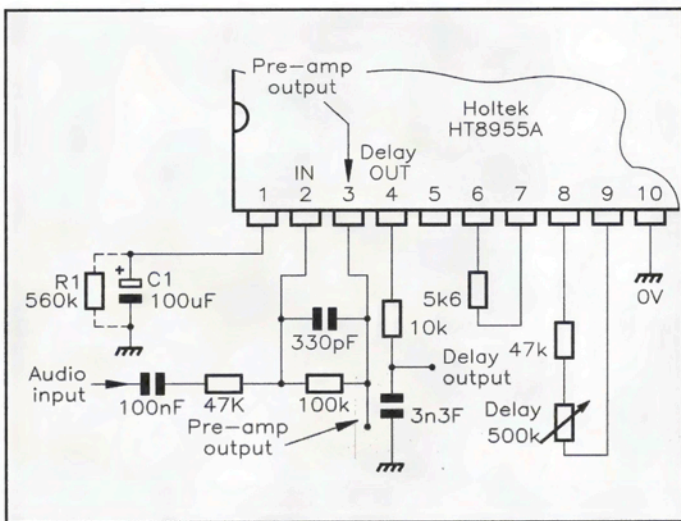 Pre-amp
output
Holtek
HT8955A
IN
Delay
OUT
1 2 3 4 5 6 7 8 9 10
R1
560k
+
C1
100uF
5k6
0V
330pF
10k
47k
Audio
input
100nF
47K
100k
Delay
output
Pre-amp
output
3n3F
Delay
500k